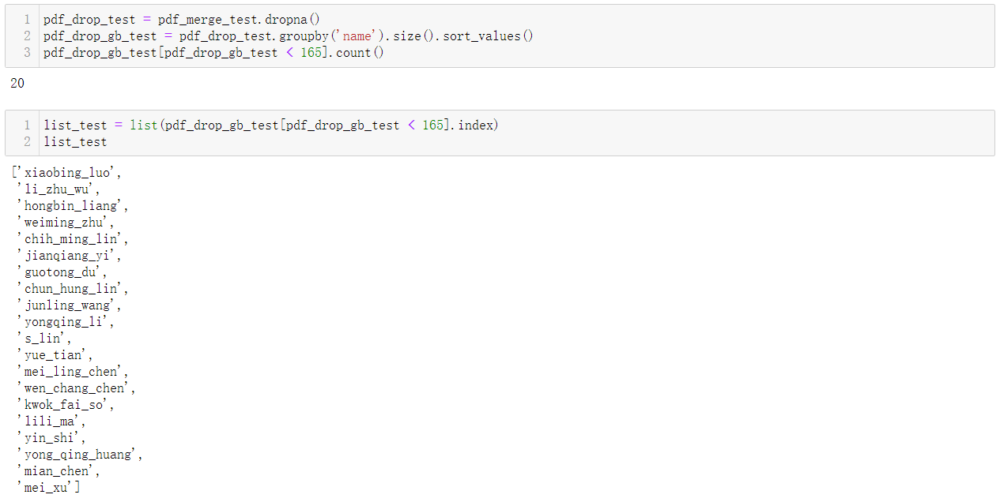 1 pdf_drop_test = pdf_merge_test.dropna()
2 pdf_drop_gb_test = pdf_drop_test.groupby('name').size().sort_values()
3 pdf_drop_gb_test[pdf_drop_gb_test < 165].count()
20
1 list_test = list(pdf_drop_gb_test[pdf_drop_gb_test < 165].index)
2 list_test
['xiaobing_luo',
'li_zhu_wu',
'hongbin_liang',
'weiming_zhu',
'chih_ming_lin',
'jianqiang_yi',
'guotong_du',
'chun_hung_lin',
'junling_wang',
'yongqing_li',
's_lin',
'yue_tian',
'mei_ling_chen',
'wen_chang_chen',
'kwok_fai_so',
'lili_ma',
'yin_shi',
'yong_qing_huang',
'mian_chen',
'mei_xu']